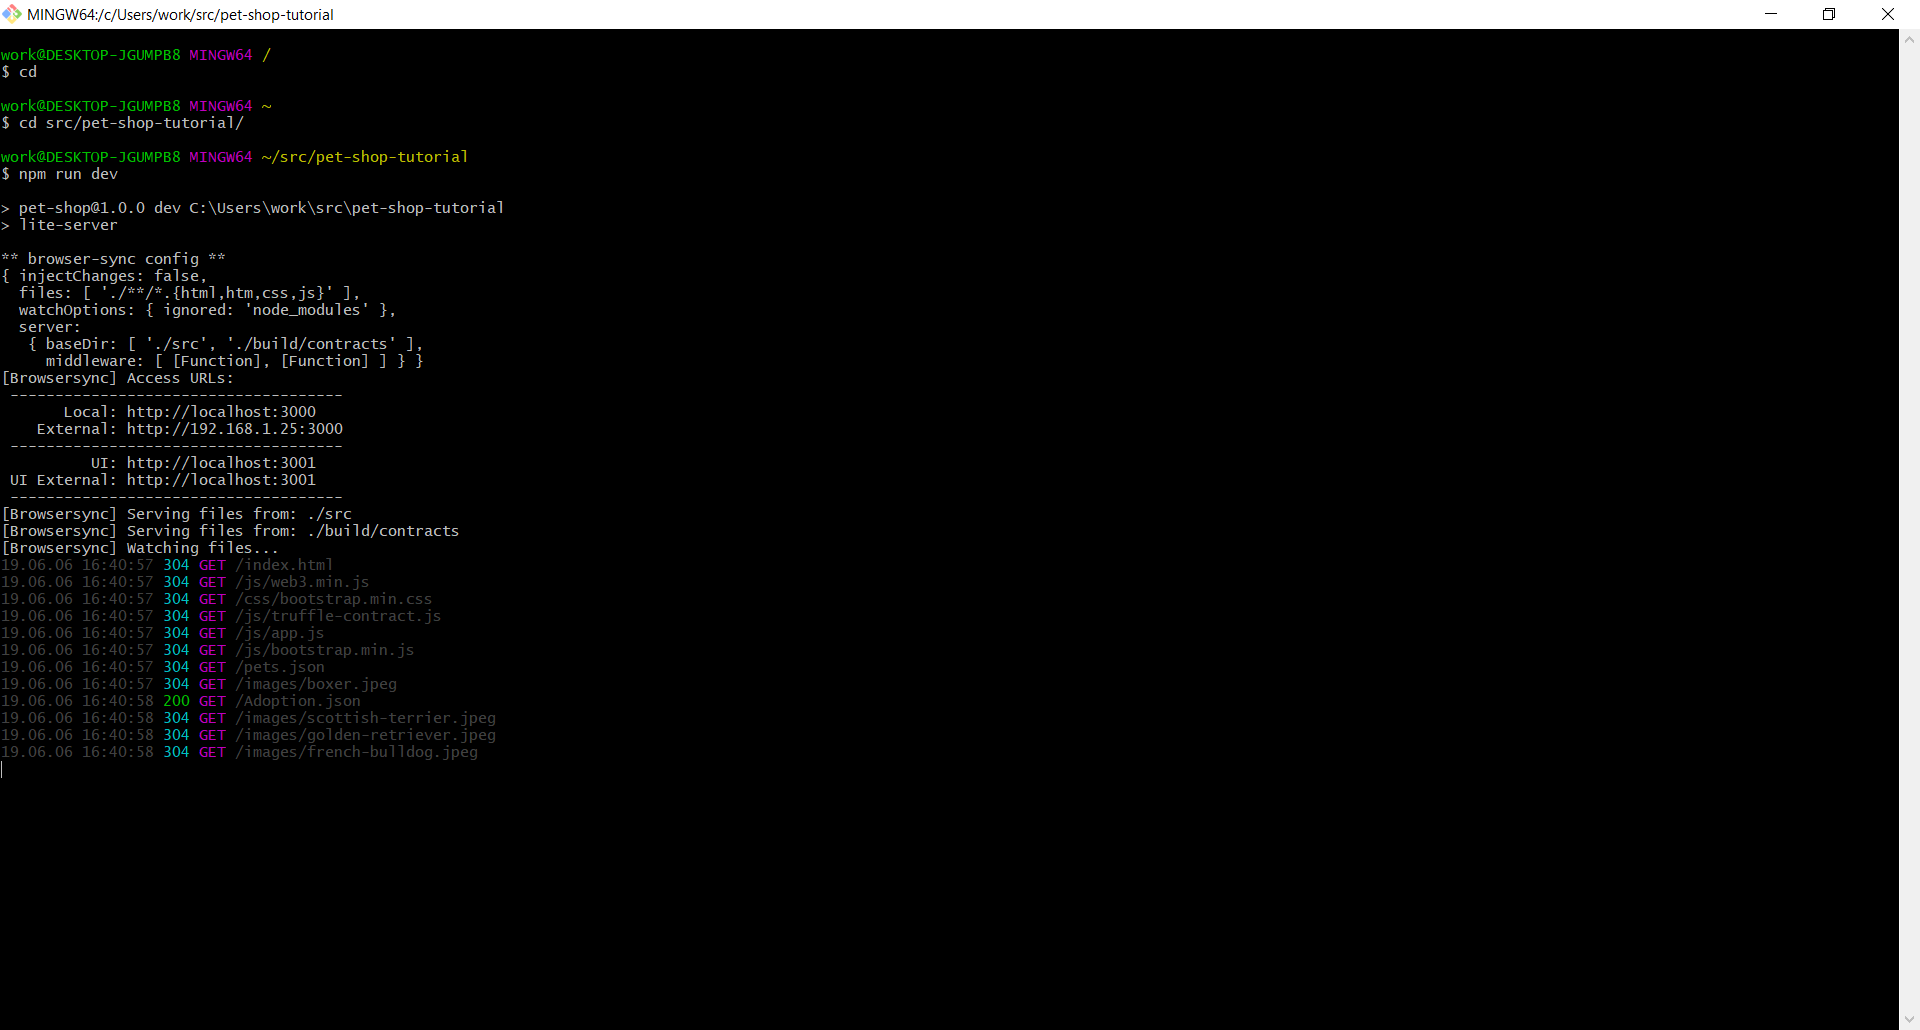 MINGW64:/c/Users/work/src/pet-shop-tutorial
work@DESKTOP-JGUMPB8 MINGW64 /
$ cd
work@DESKTOP-JGUMPB8 MINGW64 ~
$ cd src/pet-shop-tutorial/
work@DESKTOP-JGUMPB8 MINGW64 ~/src/pet-shop-tutorial
$ npm run dev
> pet-shop@1.0.0 dev C:\Users\work\src\pet-shop-tutorial
> lite-server
** browser-sync config **
{ injectChanges: false,
  files: [ './**/*.{html,htm,css,js}' ],
  watchOptions: { ignored: 'node_modules' },
  server:
   { baseDir: [ './src', './build/contracts' ],
     middleware: [ [Function], [Function] ] } }
[Browsersync] Access URLs:
 -------------------------------------
       Local: http://localhost:3000
    External: http://192.168.1.25:3000
 -------------------------------------
          UI: http://localhost:3001
 UI External: http://localhost:3001
 -------------------------------------
[Browsersync] Serving files from: ./src
[Browsersync] Serving files from: ./build/contracts
[Browsersync] Watching files...
19.06.06 16:40:57 304 GET /index.html
19.06.06 16:40:57 304 GET /js/web3.min.js
19.06.06 16:40:57 304 GET /css/bootstrap.min.css
19.06.06 16:40:57 304 GET /js/truffle-contract.js
19.06.06 16:40:57 304 GET /js/app.js
19.06.06 16:40:57 304 GET /js/bootstrap.min.js
19.06.06 16:40:57 304 GET /pets.json
19.06.06 16:40:57 304 GET /images/boxer.jpeg
19.06.06 16:40:58 200 GET /Adoption.json
19.06.06 16:40:58 304 GET /images/scottish-terrier.jpeg
19.06.06 16:40:58 304 GET /images/golden-retriever.jpeg
19.06.06 16:40:58 304 GET /images/french-bulldog.jpeg